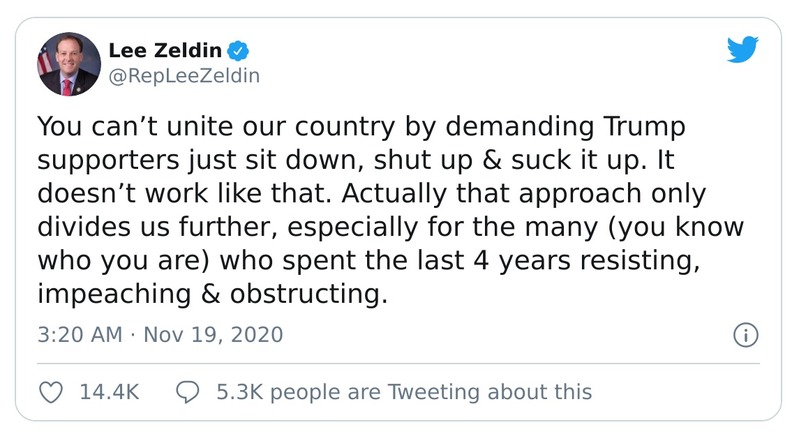 Lee Zeldin
@RepLeeZeldin
You can’t unite our country by demanding Trump
supporters just sit down, shut up & suck it up. It
doesn’t work like that. Actually that approach only
divides us further, especially for the many (you know
who you are) who spent the last 4 years resisting,
impeaching & obstructing.
3:20 AM · Nov 19, 2020
14.4K 5.3K people are Tweeting about this